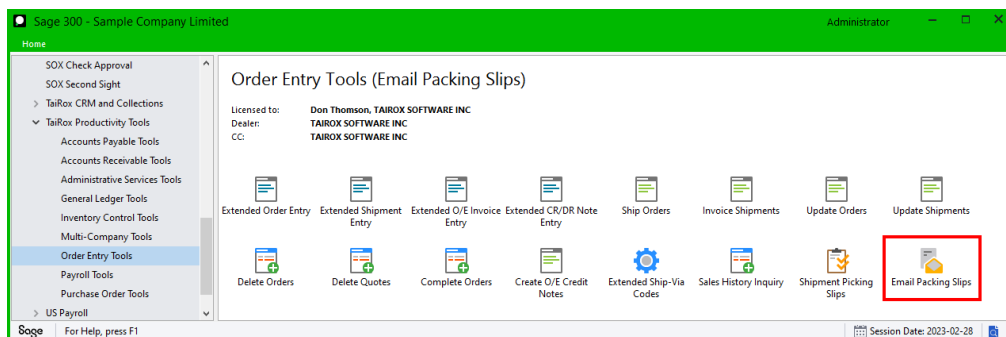 Sage 300 - Sample Company Limited
Administrator
Home
SOX Check Approval
SOX Second Sight
TaiRox CRM and Collections
TaiRox Productivity Tools
Accounts Payable Tools
Accounts Receivable Tools
Administrative Services Tools
General Ledger Tools
Inventory Control Tools
Multi-Company Tools
Order Entry Tools
Payroll Tools
Purchase Order Tools
US Payroll
Order Entry Tools (Email Packing Slips)
Licensed to: Don Thomson, TAIROX SOFTWARE INC
Dealer: TAIROX SOFTWARE INC
CC: TAIROX SOFTWARE INC
Extended Order Entry
Extended Shipment
Entry
Extended O/E Invoice
Entry
Extended CR/DR Note
Entry
Ship Orders
Invoice Shipments
Update Orders
Update Shipments
Delete Orders
Delete Quotes
Complete Orders
Create O/E Credit
Notes
Extended Ship-Via
Codes
Sales History Inquiry
Shipment Picking
Slips
Email Packing Slips
Sage
For Help, press F1
Session Date: 2023-02-28